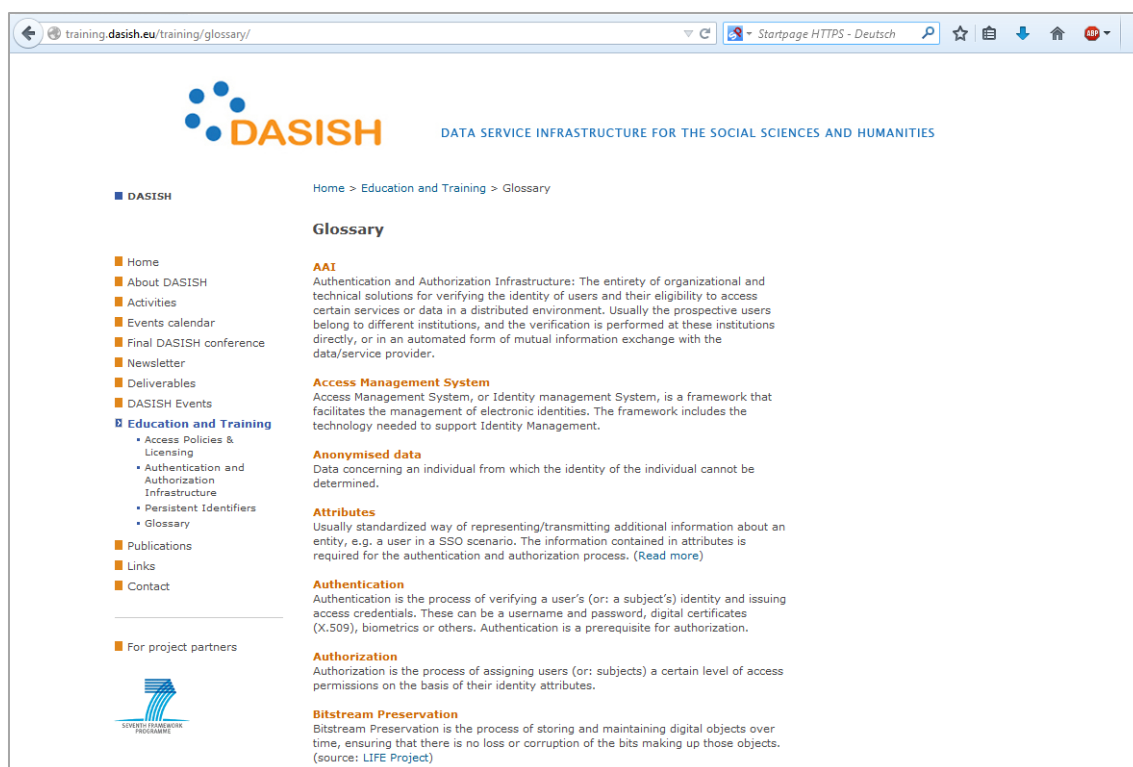 training.dasish.eu/training/glossary/
Startpage HTTPS - Deutsch
ABP
DASISH
DATA SERVICE INFRASTRUCTURE FOR THE SOCIAL SCIENCES AND HUMANITIES
DASISH
Home
About DASISH
Activities
Events calendar
Final DASISH conference
Newsletter
Deliverables
DASISH Events
Education and Training
Access Policies &
Licensing
Authentication and
Authorization
Infrastructure
Persistent Identifiers
Glossary
Publications
Links
Contact
For project partners
SEVENTH FRAMEWORK
PROGRAMME
Home > Education and Training > Glossary
Glossary
AAI
Authentication and Authorization Infrastructure: The entirety of organizational and
technical solutions for verifying the identity of users and their eligibility to access
certain services or data in a distributed environment. Usually the prospective users
belong to different institutions, and the verification is performed at these institutions
directly, or in an automated form of mutual information exchange with the
data/service provider.
Access Management System
Access Management System, or Identity management System, is a framework that
facilitates the management of electronic identities. The framework includes the
technology needed to support Identity Management.
Anonymised data
Data concerning an individual from which the identity of the individual cannot be
determined.
Attributes
Usually standardized way of representing/transmitting additional information about an
entity, e.g. a user in a SSO scenario. The information contained in attributes is
required for the authentication and authorization process. (Read more)
Authentication
Authentication is the process of verifying a user's (or: a subject's) identity and issuing
access credentials. These can be a username and password, digital certificates
(X.509), biometrics or others. Authentication is a prerequisite for authorization.
Authorization
Authorization is the process of assigning users (or: subjects) a certain level of access
permissions on the basis of their identity attributes.
Bitstream Preservation
Bitstream Preservation is the process of storing and maintaining digital objects over
time, ensuring that there is no loss or corruption of the bits making up those objects.
(source: LIFE Project)